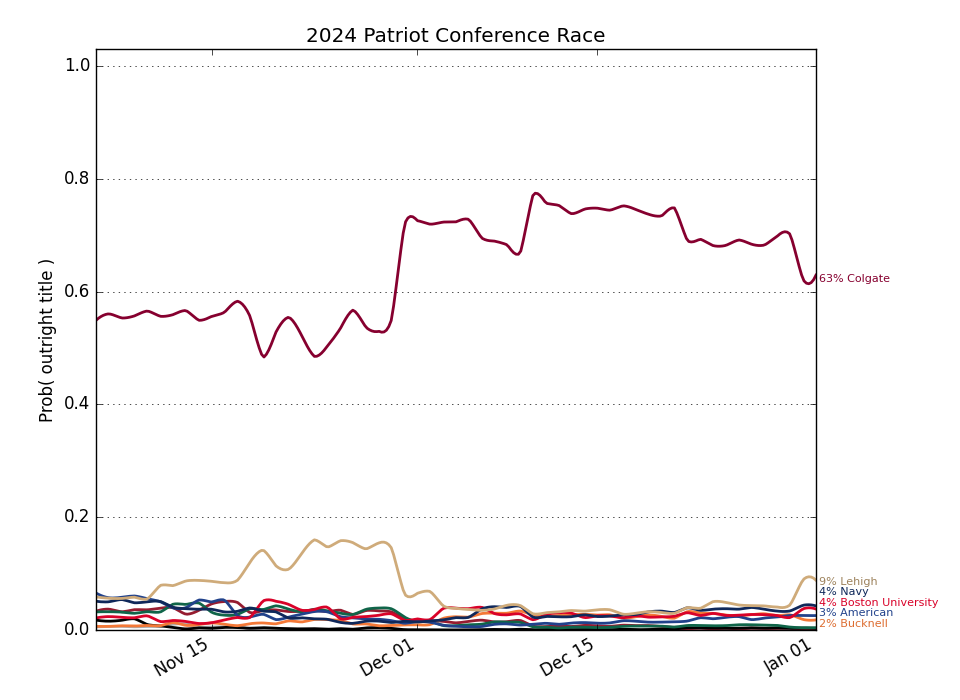 2024 Patriot Conference Race
Prob( outright title )
1.0
0.8
0.6
0.4
0.2
0.0
63% Colgate
9% Lehigh
4% Navy
4% Boston University
3% American
2% Bucknell
Nov 15
Dec 01
Dec 15
Jan 01